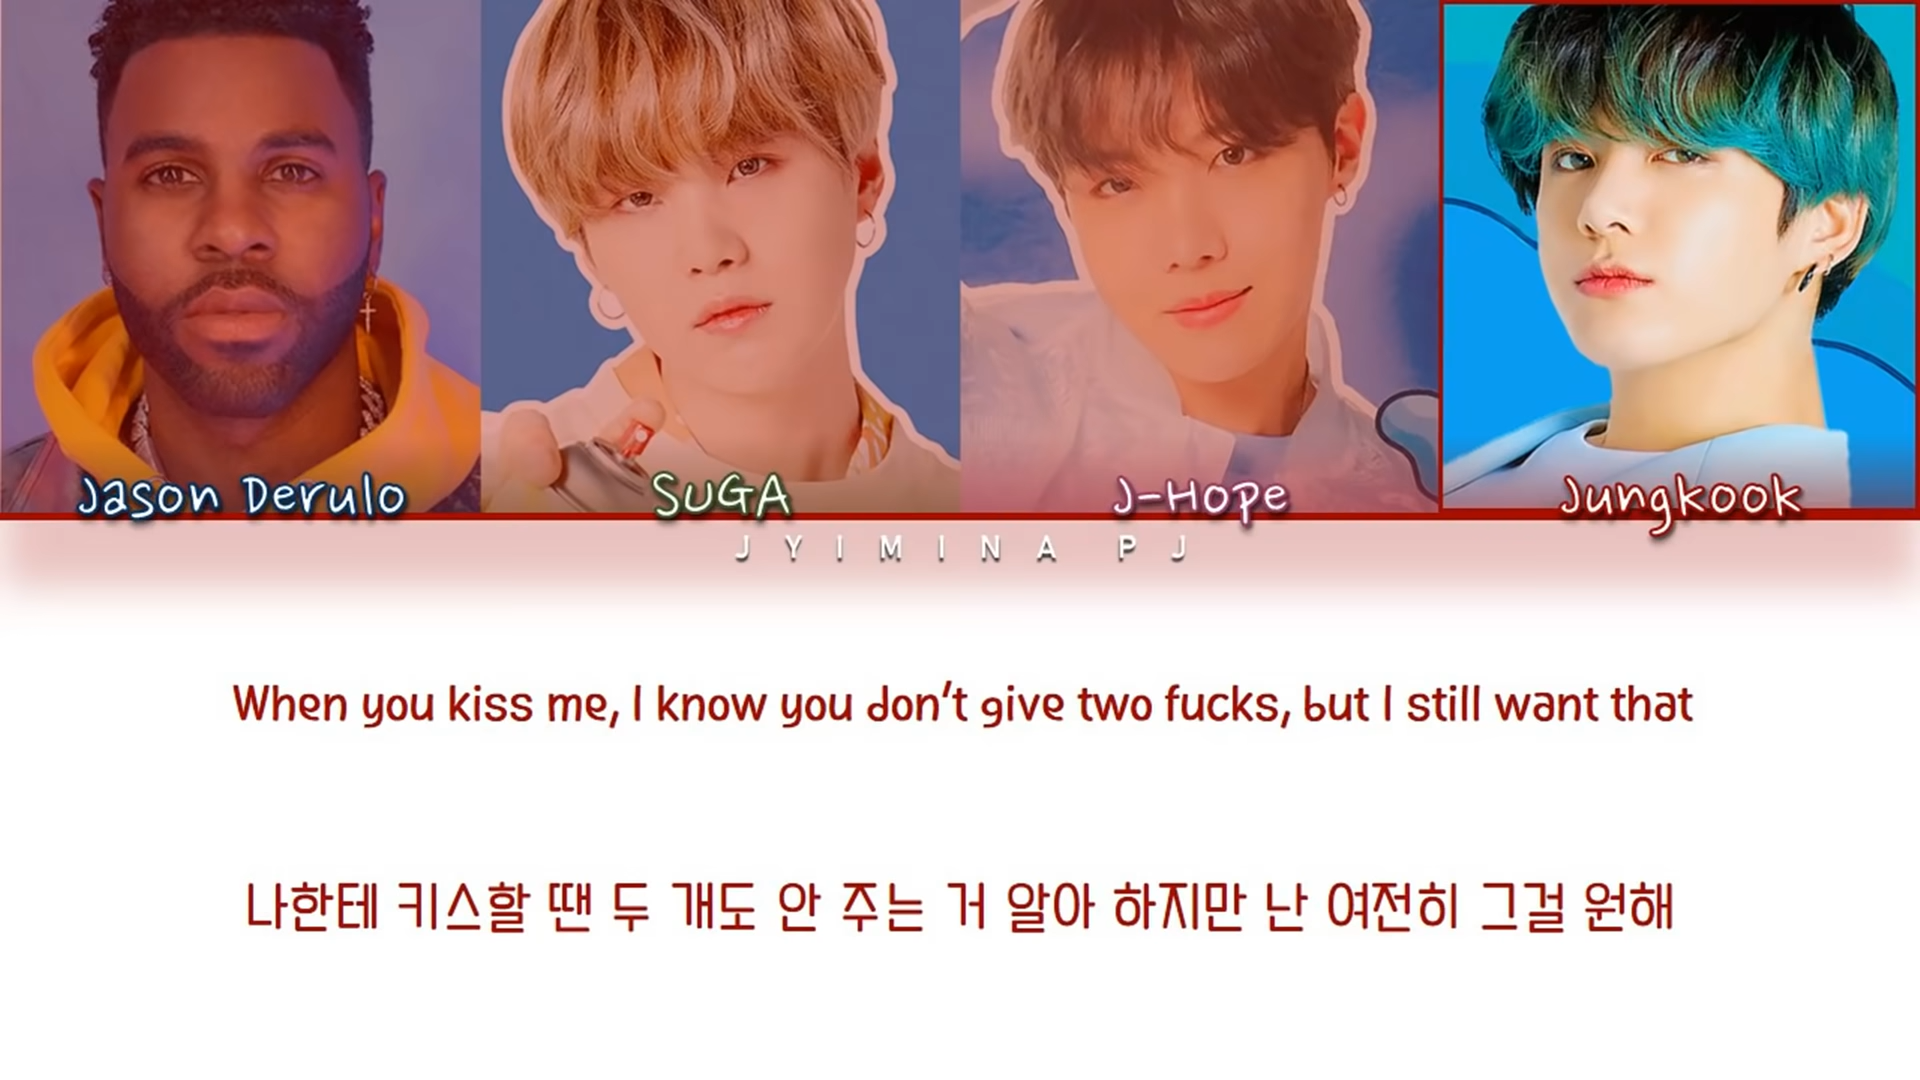 Jason Derulo
SUGA
J-Hope
Jungkook
JYIMINA PJ
When you kiss me, I know you don't give two fucks, but I still want that
나한테 키스할 땐 두 개도 안 주는 거 알아 하지만 난 여전히 그걸 원해